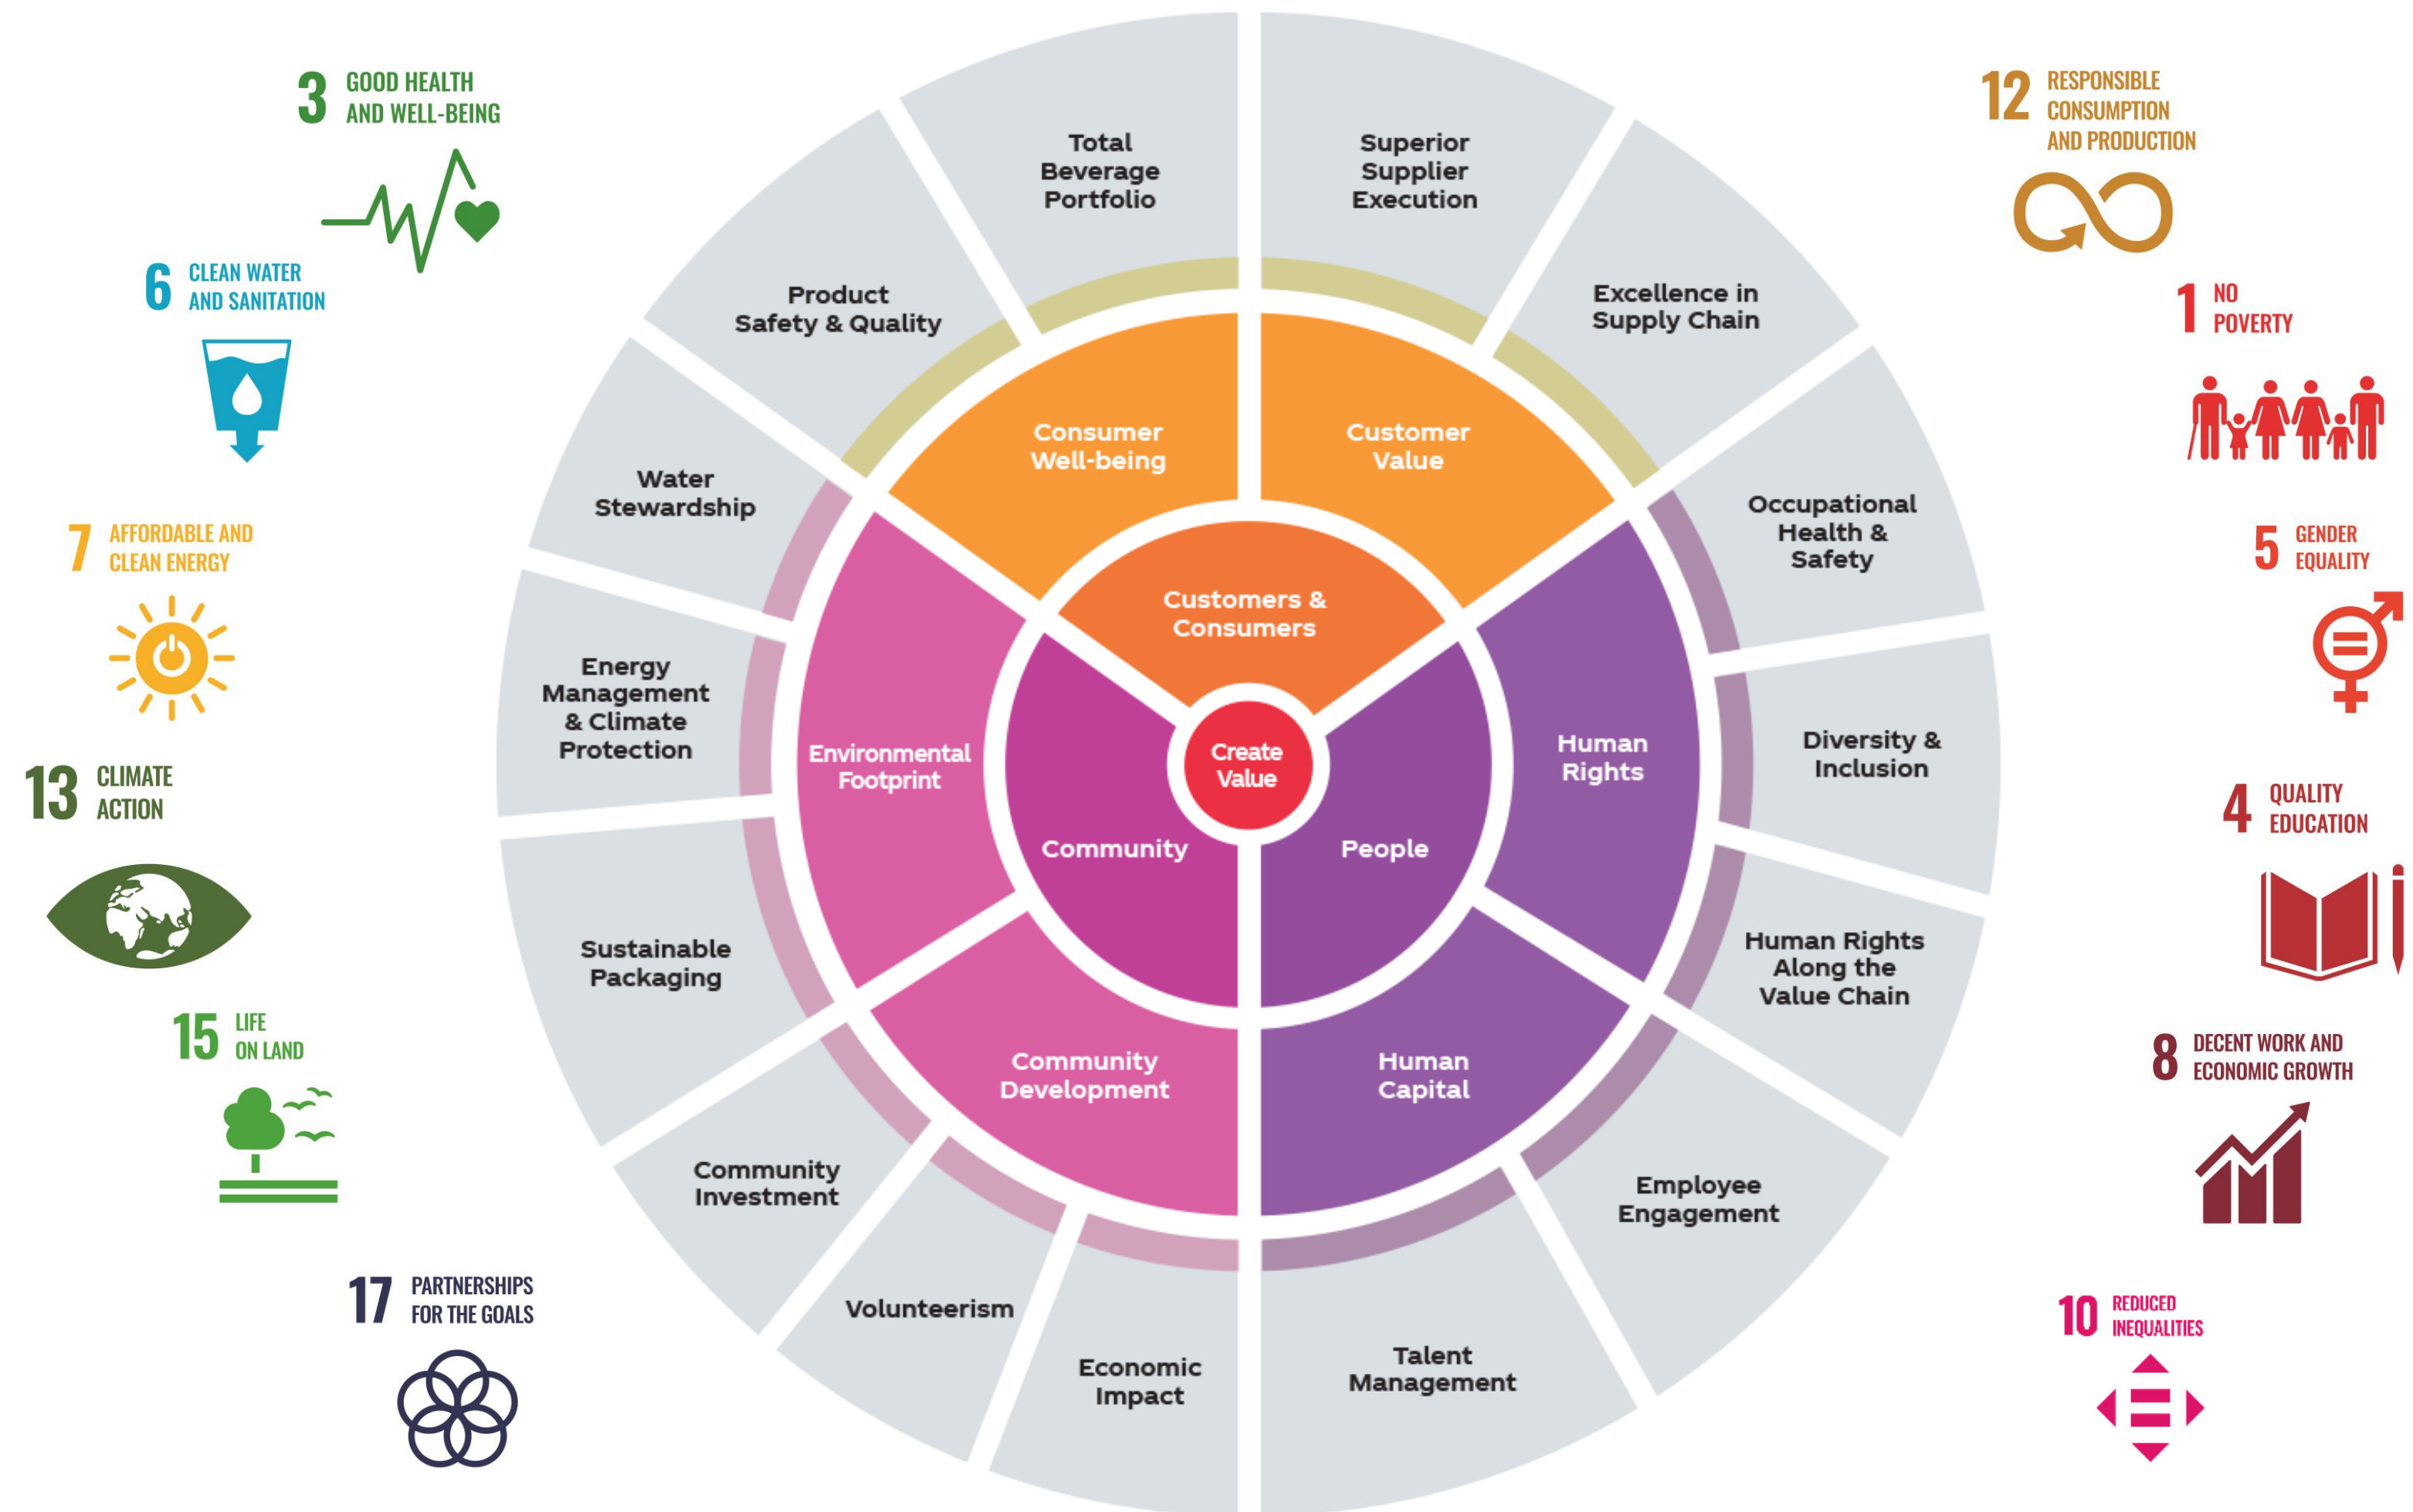 3
GOOD HEALTH
AND WELL-BEING
6
CLEAN WATER
AND SANITATION
7
AFFORDABLE AND
CLEAN ENERGY
13
CLIMATE
ACTION
15
LIFE
ON LAND
17
PARTNERSHIPS
FOR THE GOALS
Total
Beverage
Portfolio
Superior
Supplier
Execution
Product
Safety & Quality
Excellence in
Supply Chain
Water
Stewardship
Occupational
Health &
Safety
Energy
Management
& Climate
Protection
Diversity &
Inclusion
Sustainable
Packaging
Human Rights
Along the
Value Chain
Community
Investment
Employee
Engagement
Volunteerism
Economic
Impact
Talent
Management
Consumer
Well-being
Customer
Value
Environmental
Footprint
Human
Rights
Community
Development
Human
Capital
Customers &
Consumers
Community
People
Create
Value
12
RESPONSIBLE
CONSUMPTION
AND PRODUCTION
1
NO
POVERTY
5
GENDER
EQUALITY
4
QUALITY
EDUCATION
8
DECENT WORK AND
ECONOMIC GROWTH
10
REDUCED
INEQUALITIES